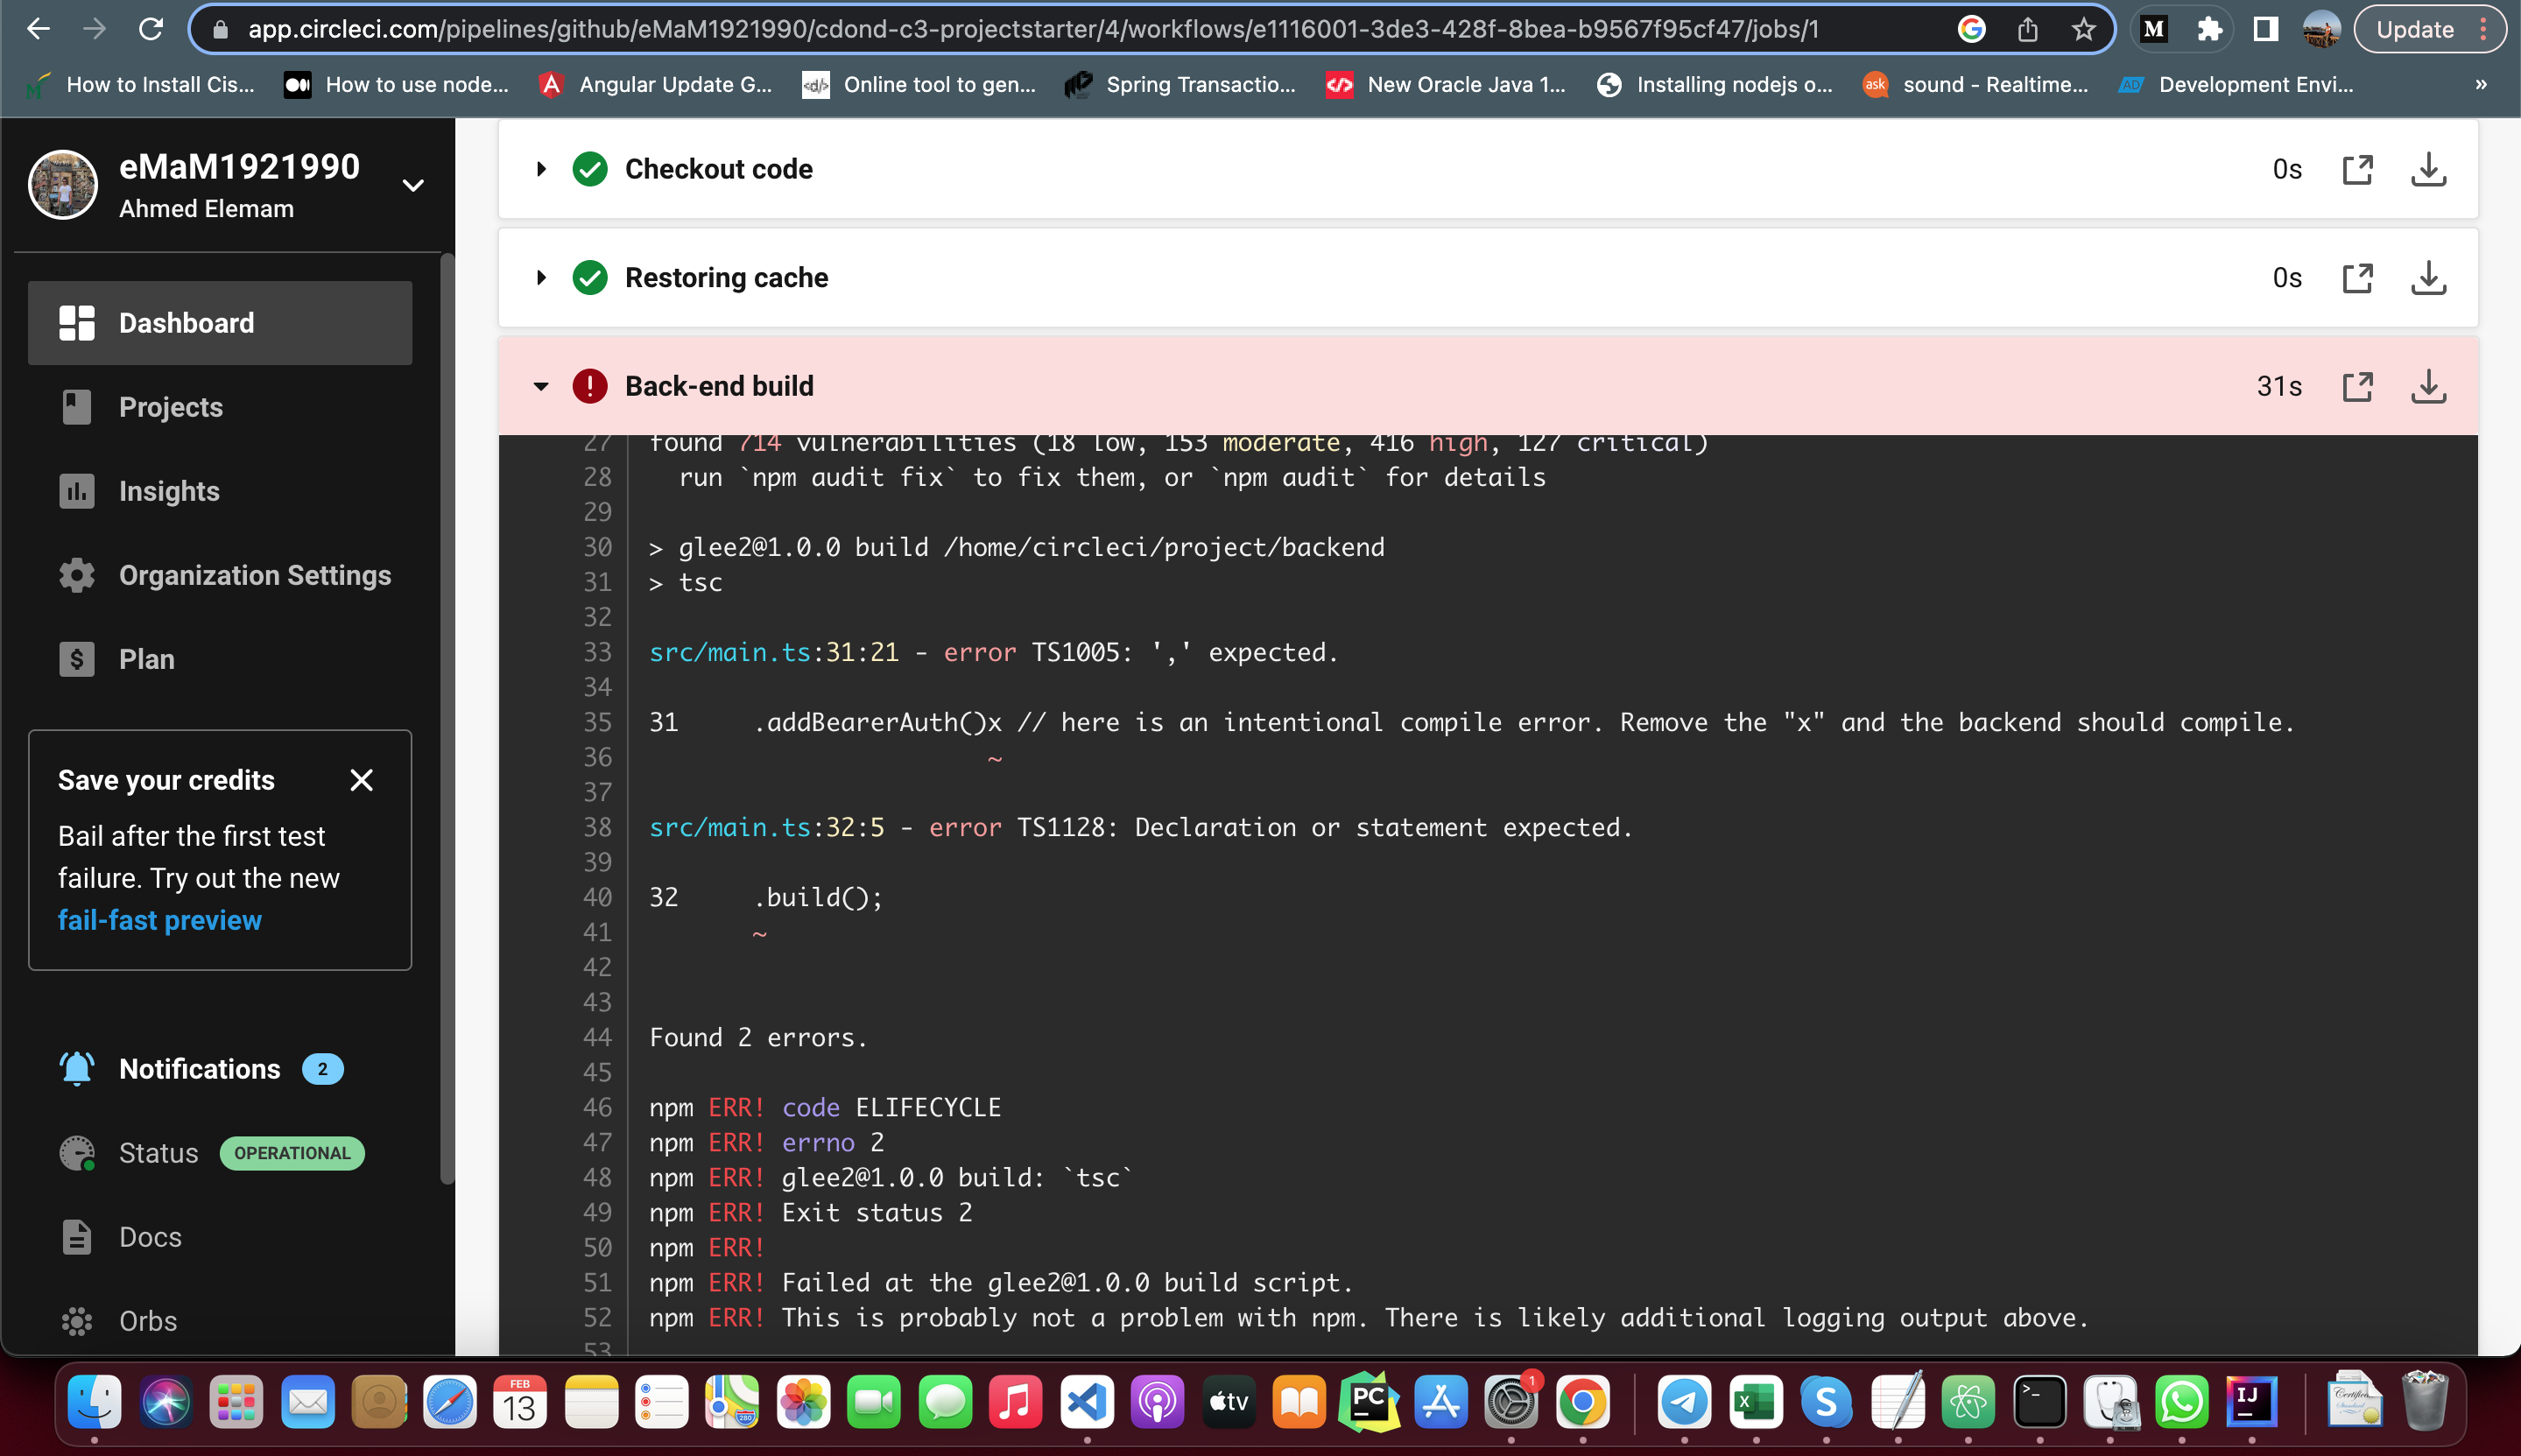 app.circleci.com/pipelines/github/eMaM1921990/cdond-c3-projectstarter/4/workflows/e1116001-3de3-428f-8bea-b9567f95cf47/jobs/1
M
Update
How to Install Cis...
How to use node...
Angular Update G...
Online tool to gen...
Spring Transactio...
New Oracle Java 1...
Installing nodejs o...
ask
sound - Realtime...
AD
Development Envi...
»
eMaM1921990
Ahmed Elemam
Dashboard
Projects
Insights
Organization Settings
Plan
Save your credits
Bail after the first test
failure. Try out the new
fail-fast preview
Notifications 2
Status OPERATIONAL
Docs
Orbs
Checkout code 0s
Restoring cache 0s
Back-end build 31s
27 found 714 vulnerabilities (18 low, 153 moderate, 416 high, 127 critical)
28 run `npm audit fix` to fix them, or `npm audit` for details
29
30 > glee2@1.0.0 build /home/circleci/project/backend
31 > tsc
32
33 src/main.ts:31:21 - error TS1005: ',' expected.
34
35 31 .addBearerAuth()x // here is an intentional compile error. Remove the "x" and the backend should compile.
36 ~
37
38 src/main.ts:32:5 - error TS1128: Declaration or statement expected.
39
40 32 .build();
41 ~
42
43
44 Found 2 errors.
45
46 npm ERR! code ELIFECYCLE
47 npm ERR! errno 2
48 npm ERR! glee2@1.0.0 build: `tsc`
49 npm ERR! Exit status 2
50 npm ERR!
51 npm ERR! Failed at the glee2@1.0.0 build script.
52 npm ERR! This is probably not a problem with npm. There is likely additional logging output above.
53
FEB
13
280
tv
PC
1
X
S
>_
IJ